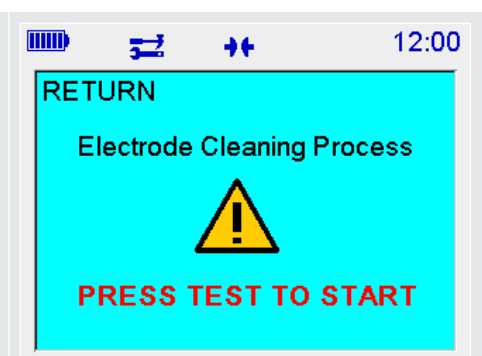 12:00
RETURN
Electrode Cleaning Process
PRESS TEST TO START